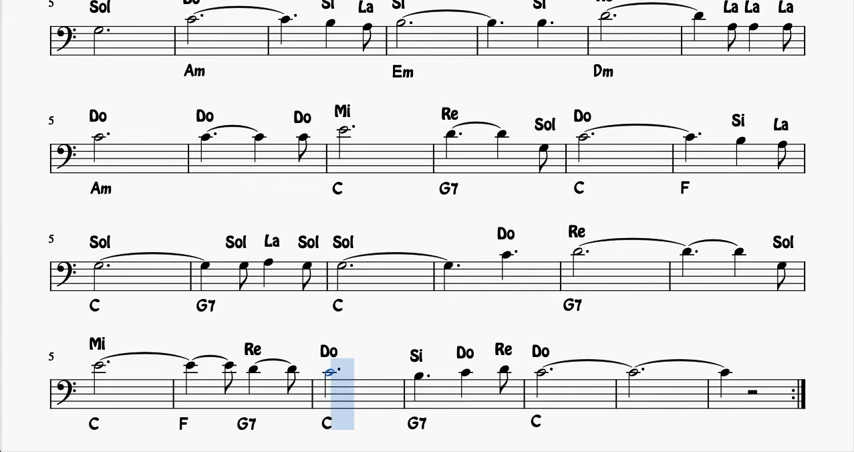 5
Sol Do Si La Si Si Re La La La
Am Em Dm
5
Do Do Do Mi Re Sol Do Si La
Am C G7 C F
5
Sol Sol La Sol Sol Do Re Sol
C G7 C G7
5
Mi Re Do Si Do Re Do
C F G7 C G7 C